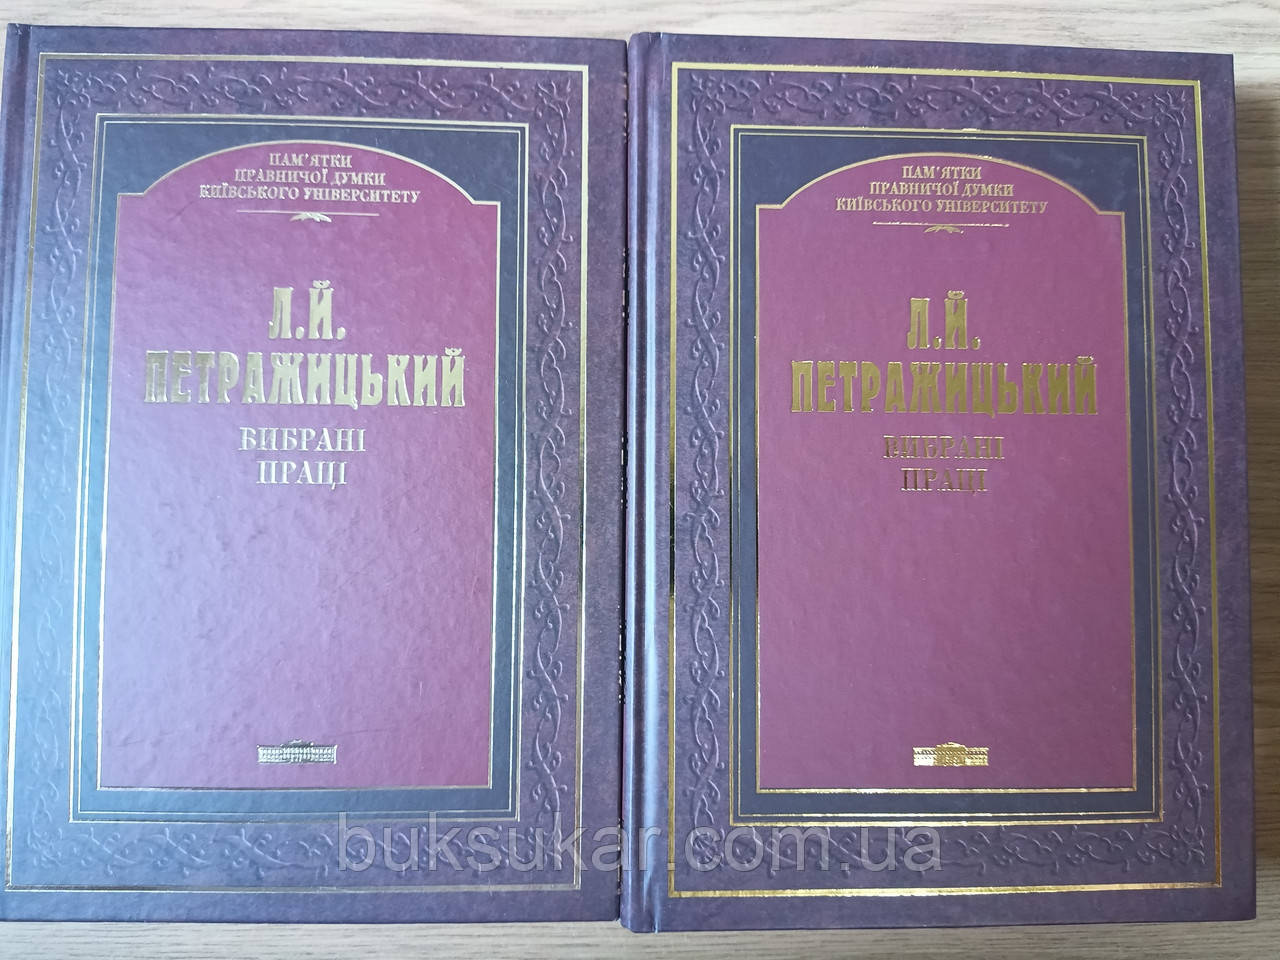 ПАМ'ЯТКИ
ПРАВНИЧОЇ ДУМКИ
КИЇВСЬКОГО УНІВЕРСИТЕТУ
Л.Й.
ПЕТРАЖИЦЬКИЙ
ВИБРАНІ
ПРАЦІ
ПАМ'ЯТКИ
ПРАВНИЧОЇ ДУМКИ
КИЇВСЬКОГО УНІВЕРСИТЕТУ
Л.Й.
ПЕТРАЖИЦЬКИЙ
ВИБРАНІ
ПРАЦІ
buksukar.com.ua